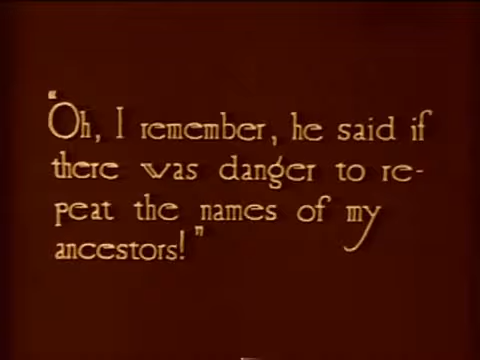 "Oh, I remember, he said if
there was danger to re-
peat the names of my
ancestors!"